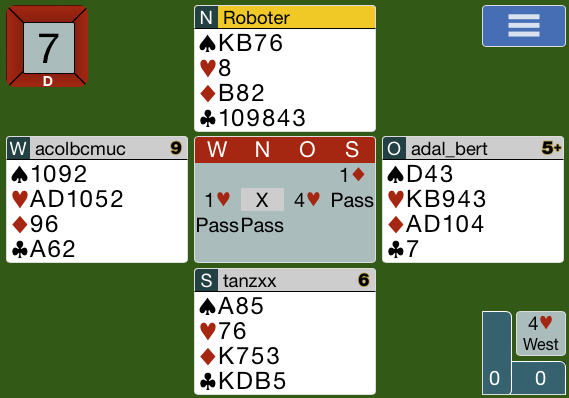 7
D
N Roboter
♠KB76
♥8
♦B82
♣109843
W acolbcmuc 9
♠1092
♥AD1052
♦96
♣A62
W N O S
1♦
1♥ X 4♥ Pass
Pass Pass
O adal_bert 5+
♠D43
♥KB943
♦AD104
♣7
S tanzxx 6
♠A85
♥76
♦K753
♣KDB5
4♥
West
0 0